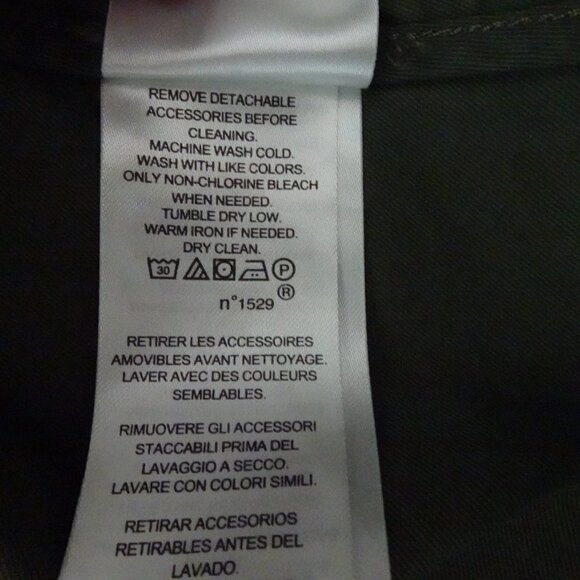 REMOVE DETACHABLE
ACCESSORIES BEFORE
CLEANING.
MACHINE WASH COLD.
WASH WITH LIKE COLORS.
ONLY NON-CHLORINE BLEACH
WHEN NEEDED.
TUMBLE DRY LOW.
WARM IRON IF NEEDED.
DRY CLEAN.
30 P
n°1529 ®
RETIRER LES ACCESSOIRES
AMOVIBLES AVANT NETTOYAGE.
LAVER AVEC DES COULEURS
SEMBLABLES.
RIMUOVERE GLI ACCESSORI
STACCABILI PRIMA DEL
LAVAGGIO A SECCO.
LAVARE CON COLORI SIMILI.
RETIRAR ACCESORIOS
RETIRABLES ANTES DEL
LAVADO.